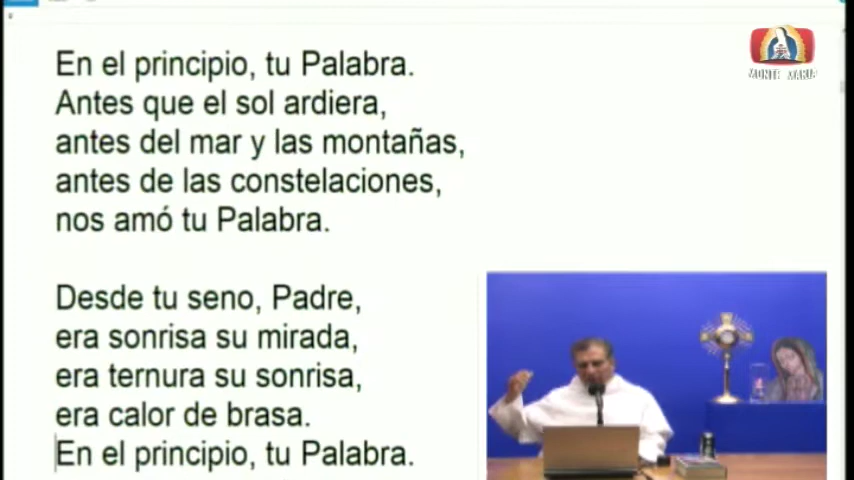 MONTE MARIA
En el principio, tu Palabra.
Antes que el sol ardiera,
antes del mar y las montañas,
antes de las constelaciones,
nos amó tu Palabra.
Desde tu seno, Padre,
era sonrisa su mirada,
era ternura su sonrisa,
era calor de brasa.
En el principio, tu Palabra.